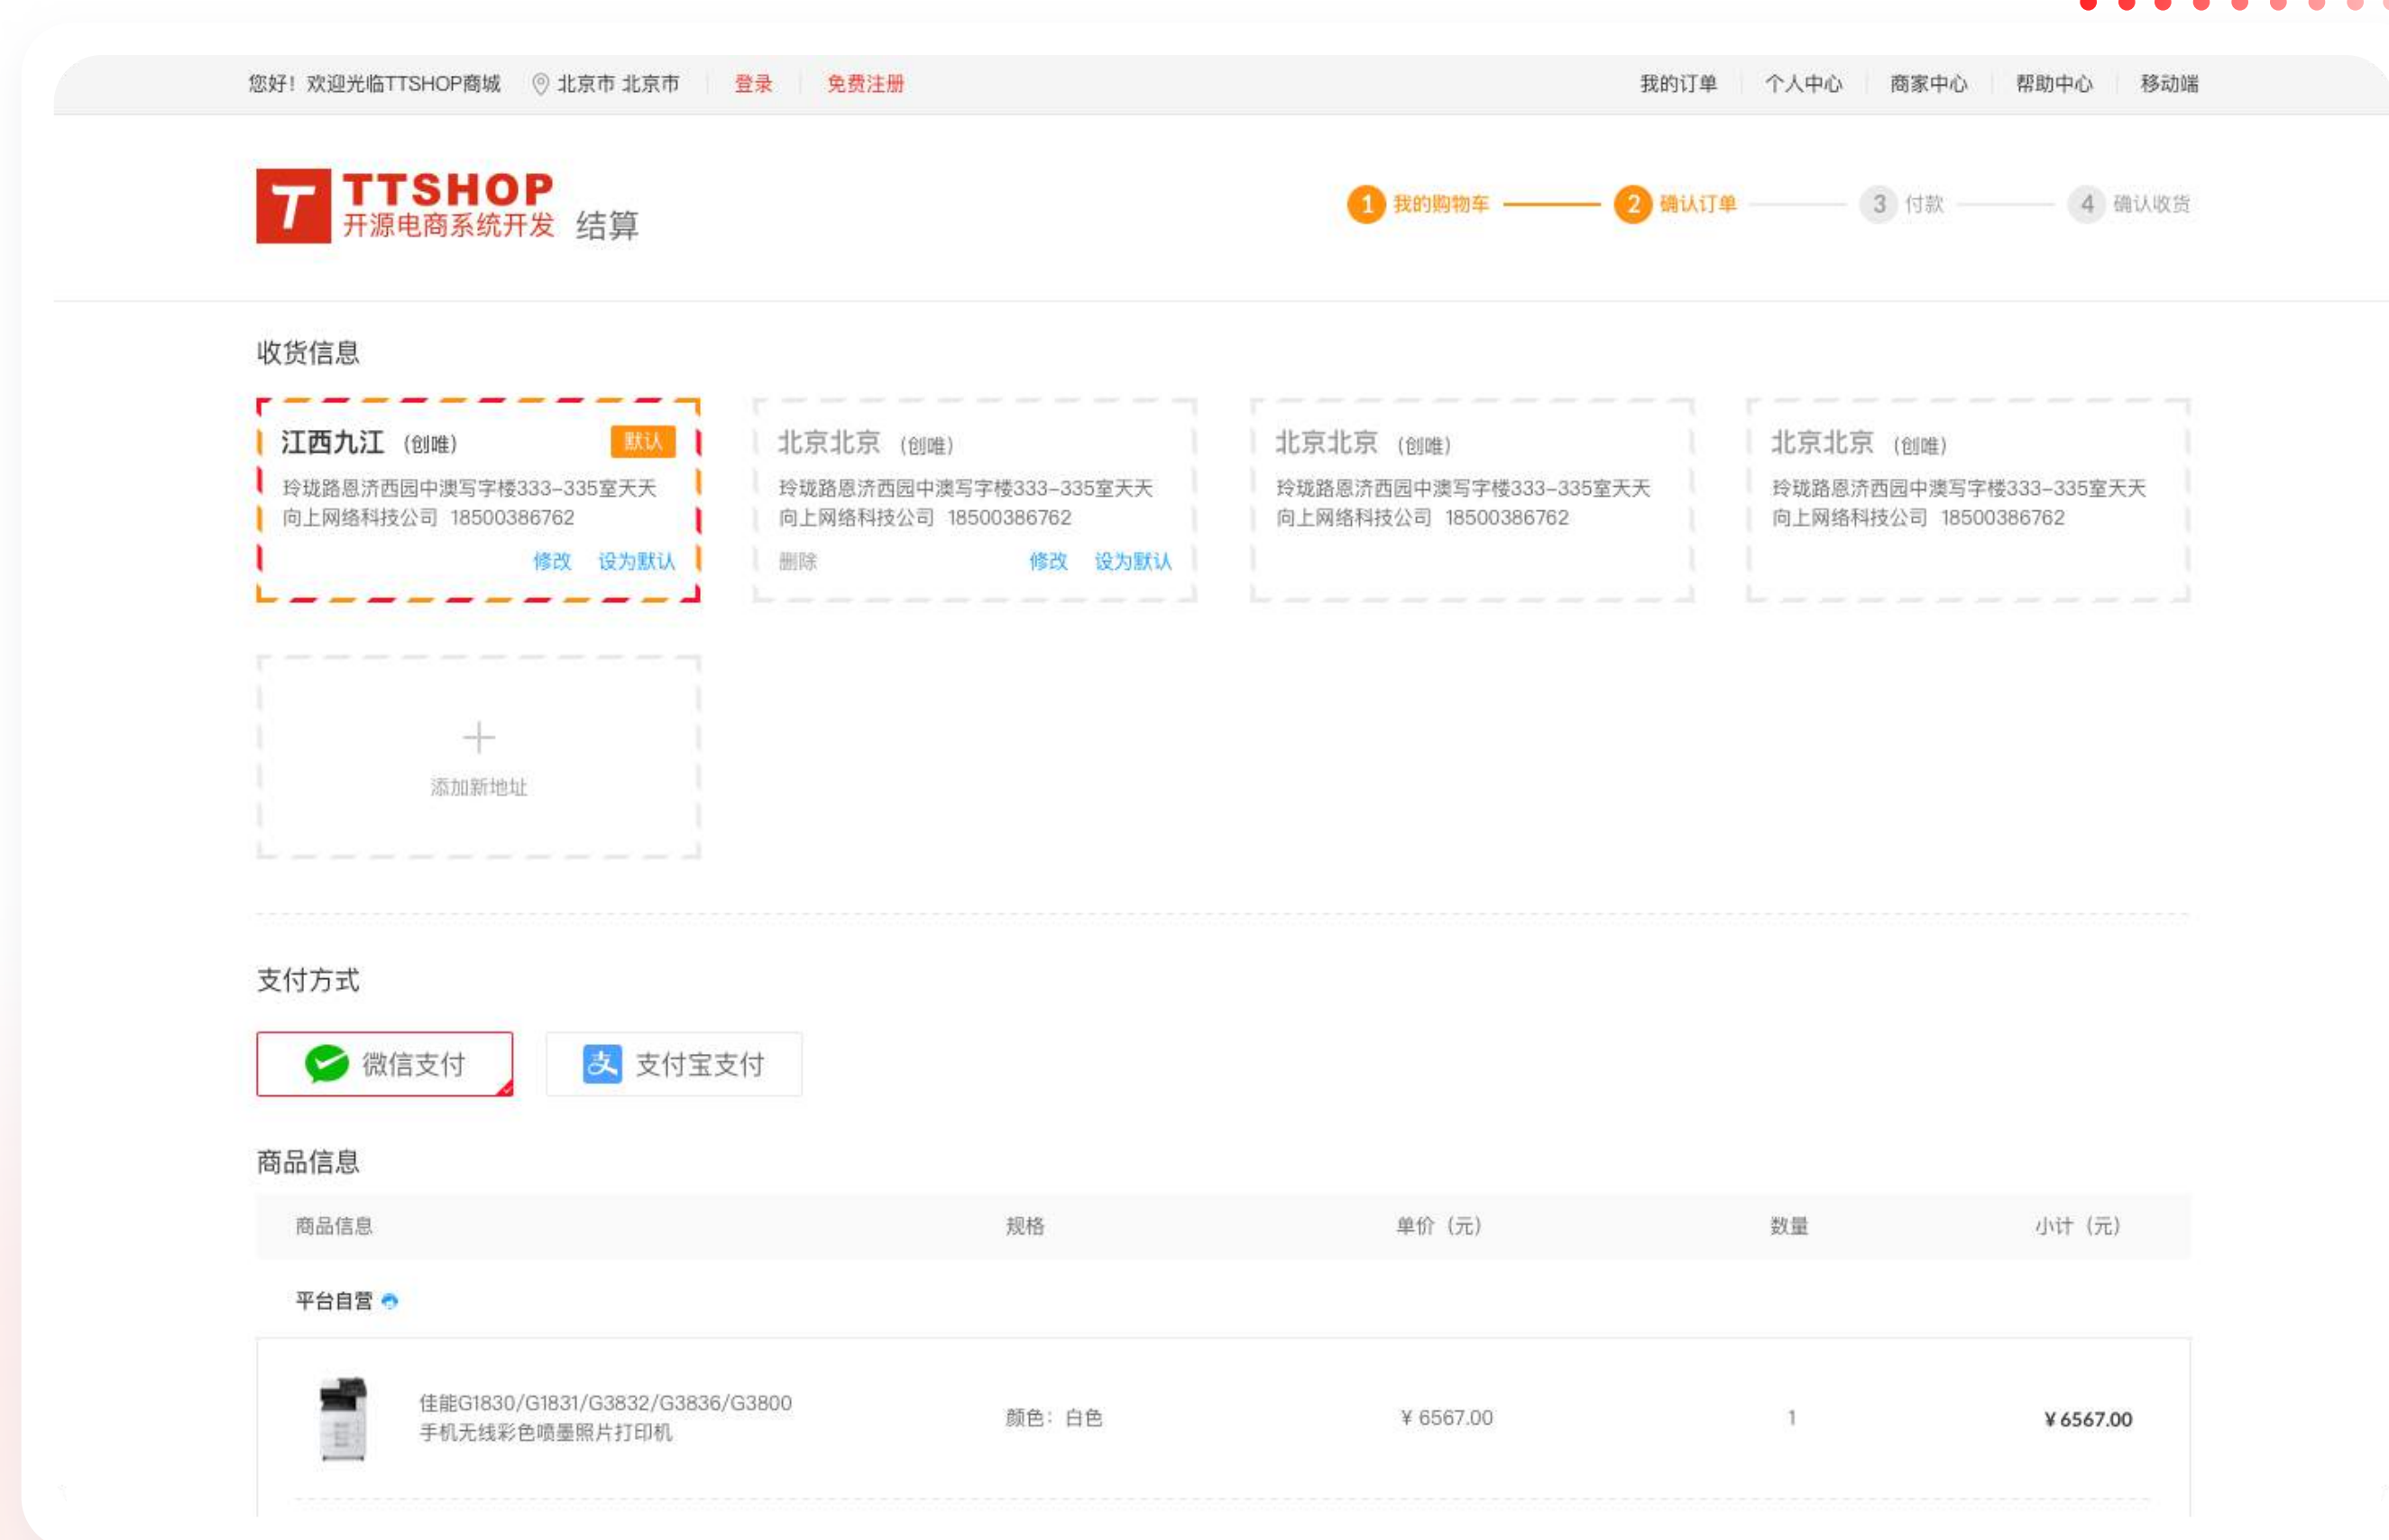 您好！欢迎光临TTSHOP商城 北京市 北京市 登录 免费注册 我的订单 个人中心 商家中心 帮助中心 移动端
TTSHOP
开源电商系统开发 结算
1 我的购物车 2 确认订单 3 付款 4 确认收货
收货信息
江西九江 (创唯) 默认
玲珑路恩济西园中澳写字楼333-335室天天
向上网络科技公司 18500386762
修改 设为默认
北京北京 (创唯)
玲珑路恩济西园中澳写字楼333-335室天天
向上网络科技公司 18500386762
删除 修改 设为默认
北京北京 (创唯)
玲珑路恩济西园中澳写字楼333-335室天天
向上网络科技公司 18500386762
北京北京 (创唯)
玲珑路恩济西园中澳写字楼333-335室天天
向上网络科技公司 18500386762
添加新地址
支付方式
微信支付 支 支付宝支付
商品信息
商品信息 规格 单价（元） 数量 小计（元）
平台自营
佳能G1830/G1831/G3832/G3836/G3800
手机无线彩色喷墨照片打印机
颜色：白色 ¥ 6567.00 1 ¥ 6567.00